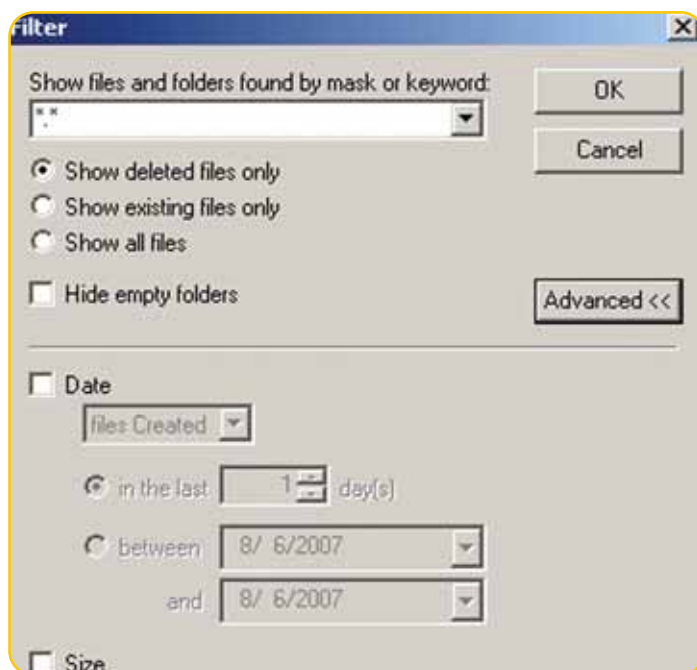 Filter
Show files and folders found by mask or keyword:
*.*
OK
Cancel
Show deleted files only
Show existing files only
Show all files
Hide empty folders
Advanced <<
Date
files Created
in the last 1 day(s)
between 8/ 6/2007
and 8/ 6/2007
Size